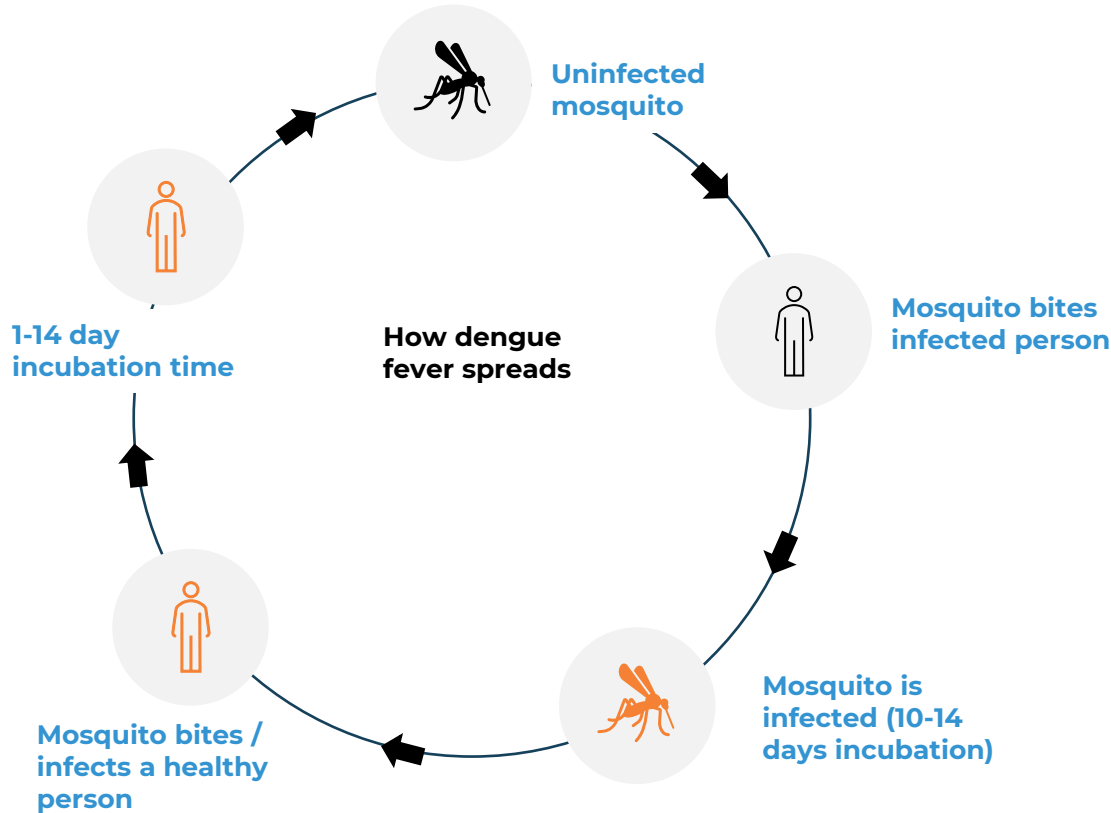 How dengue
fever spreads
Uninfected
mosquito
Mosquito bites
infected person
Mosquito is
infected (10-14
days incubation)
Mosquito bites /
infects a healthy
person
1-14 day
incubation time